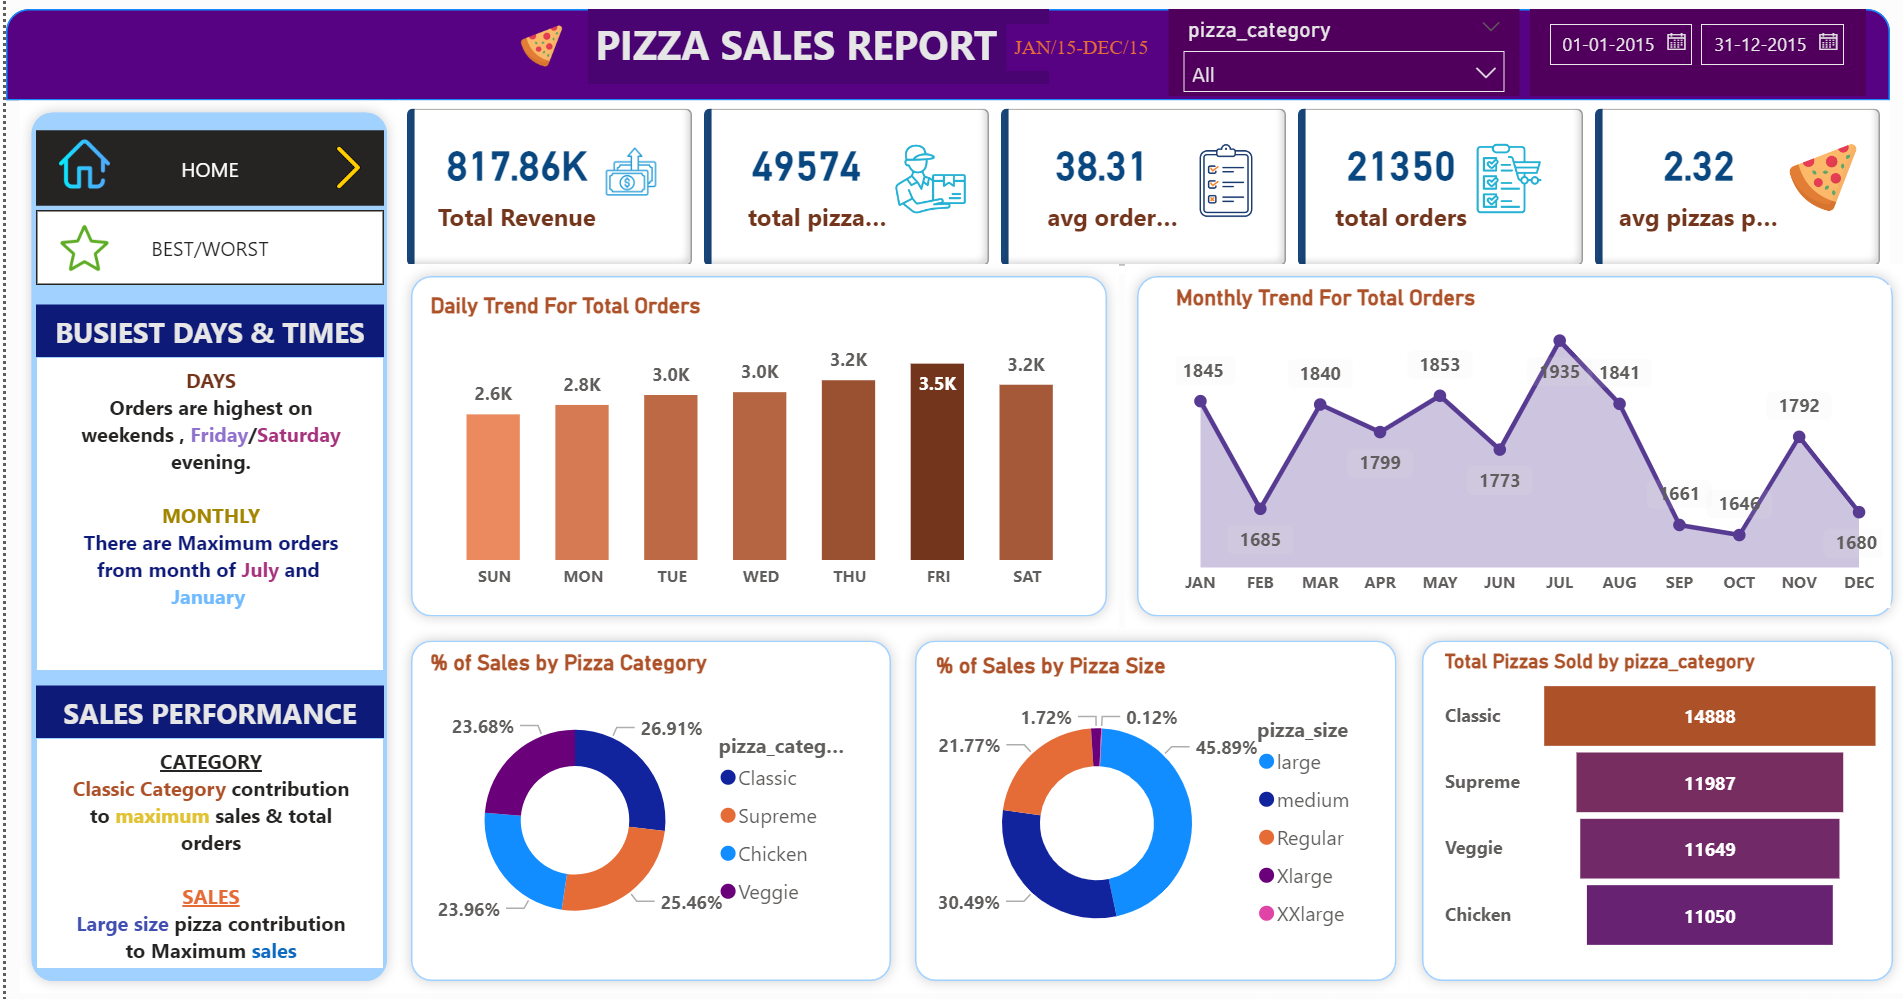 PIZZA SALES REPORT
JAN/15-DEC/15
pizza_category
All
01-01-2015
31-12-2015
HOME
BEST/WORST
BUSIEST DAYS & TIMES
DAYS
Orders are highest on
weekends , Friday/Saturday
evening.
MONTHLY
There are Maximum orders
from month of July and
January
SALES PERFORMANCE
CATEGORY
Classic Category contribution
to maximum sales & total
orders
SALES
Large size pizza contribution
to Maximum sales
817.86K
Total Revenue
49574
total pizza...
38.31
avg order...
21350
total orders
2.32
avg pizzas p...
Daily Trend For Total Orders
2.6K
2.8K
3.0K
3.0K
3.2K
3.5K
3.2K
SUN
MON
TUE
WED
THU
FRI
SAT
Monthly Trend For Total Orders
1845
1685
1840
1799
1853
1773
1935
1841
1661
1646
1792
1680
JAN
FEB
MAR
APR
MAY
JUN
JUL
AUG
SEP
OCT
NOV
DEC
% of Sales by Pizza Category
23.68%
26.91%
23.96%
25.46%
pizza_categ...
Classic
Supreme
Chicken
Veggie
% of Sales by Pizza Size
1.72%
0.12%
21.77%
45.89%
30.49%
pizza_size
large
medium
Regular
Xlarge
XXlarge
Total Pizzas Sold by pizza_category
Classic
14888
Supreme
11987
Veggie
11649
Chicken
11050